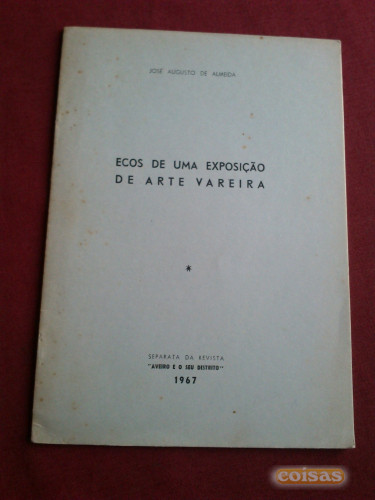 JOSÉ AUGUSTO DE ALMEIDA
ECOS DE UMA EXPOSIÇÃO
DE ARTE VAREIRA
*
SEPARATA DA REVISTA
"AVEIRO E O SEU DISTRITO"
1967
coisas